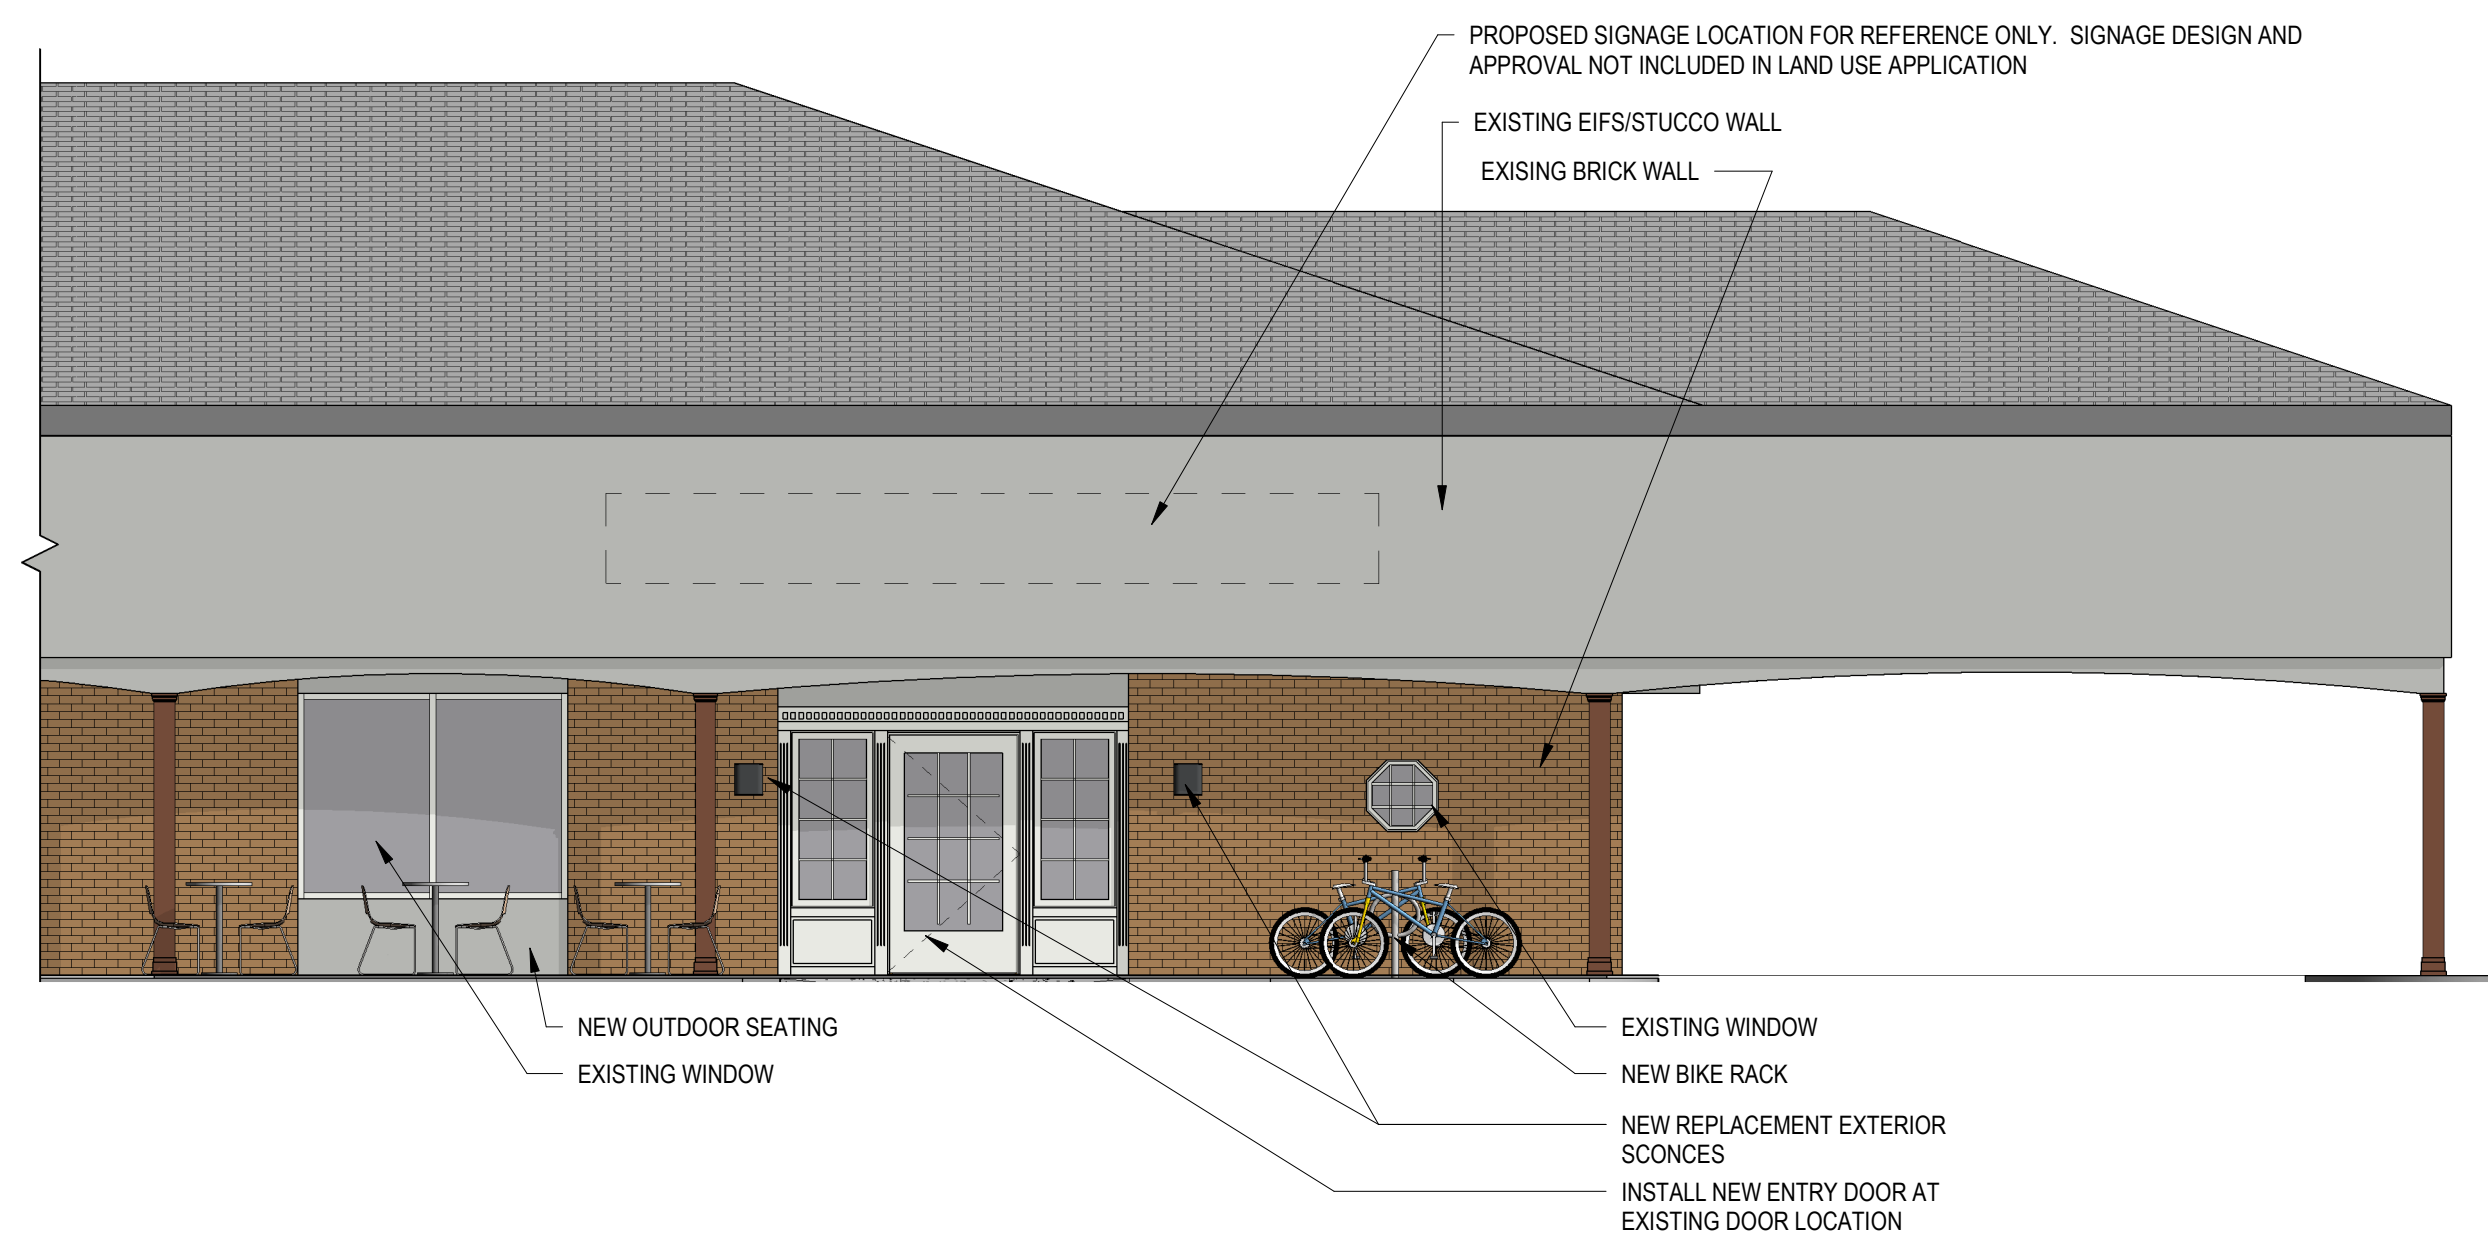 PROPOSED SIGNAGE LOCATION FOR REFERENCE ONLY.  SIGNAGE DESIGN AND
APPROVAL NOT INCLUDED IN LAND USE APPLICATION
EXISTING EIFS/STUCCO WALL
EXISING BRICK WALL
NEW OUTDOOR SEATING
EXISTING WINDOW
EXISTING WINDOW
NEW BIKE RACK
NEW REPLACEMENT EXTERIOR
SCONCES
INSTALL NEW ENTRY DOOR AT
EXISTING DOOR LOCATION